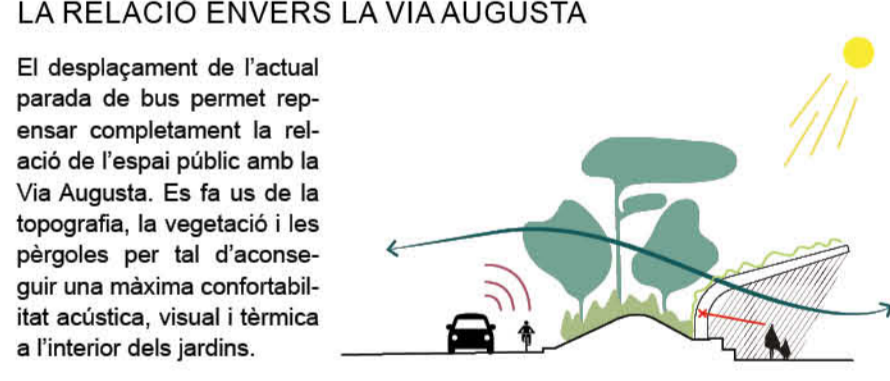 LA RELACIÓ ENVERS LA VIA AUGUSTA
El desplaçament de l'actual
parada de bus permet rep-
ensar completament la rel-
ació de l'espai públic amb la
Via Augusta. Es fa us de la
topografia, la vegetació i les
pèrgoles per tal d'aconse-
guir una màxima confortabil-
itat acústica, visual i tèrmica
a l'interior dels jardins.